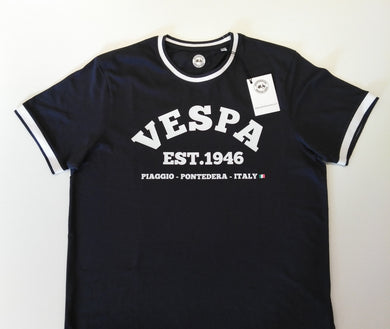 VESPA
EST.1946
PIAGGIO - PONTEDERA - ITALY